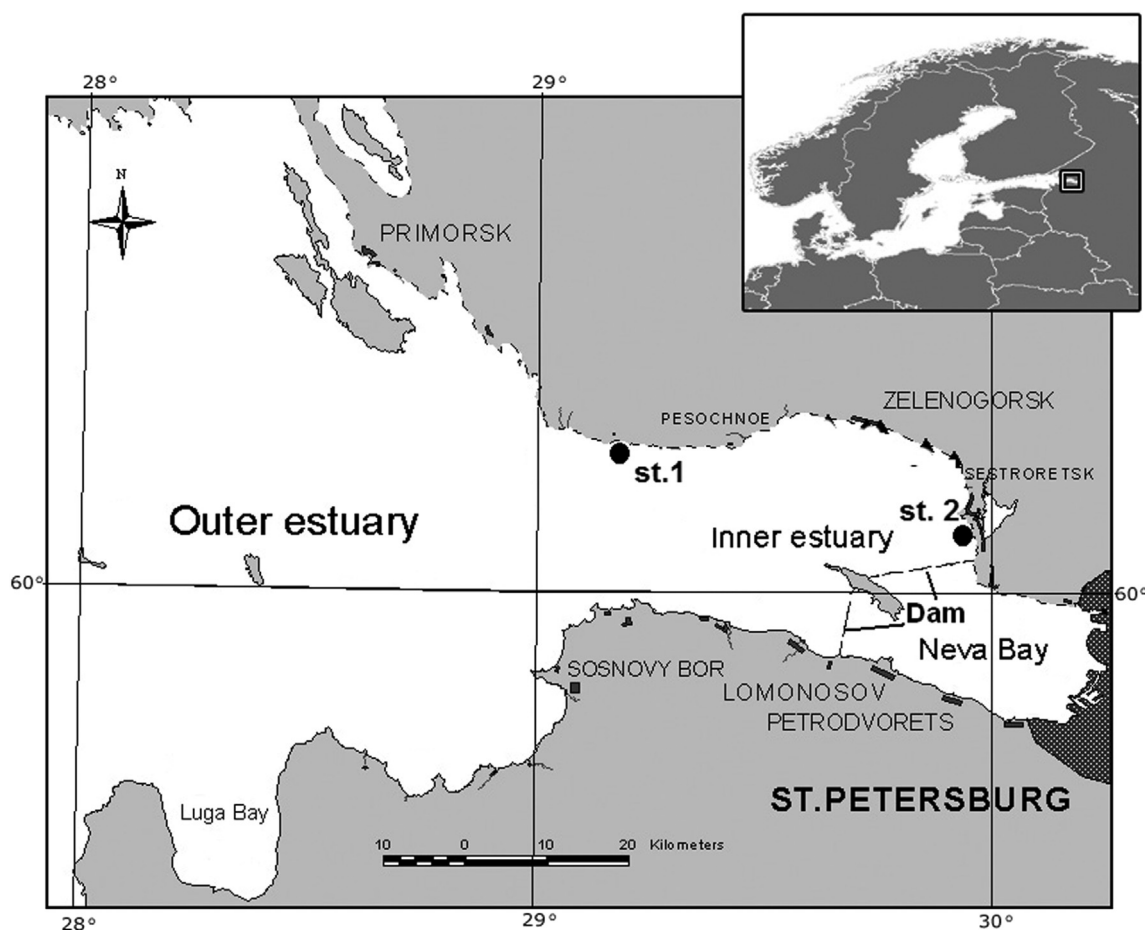 28°
29°
N
PRIMORSK
ZELENOGORSK
PESOCHNOE
st.1
SESTRORETSK
st. 2
Outer estuary
Inner estuary
60°
60°
Dam
Neva Bay
SOSNOVY BOR
LOMONOSOV
PETRODVORETS
ST.PETERSBURG
Luga Bay
10 0 10 20 Kilometers
28°
29°
30°